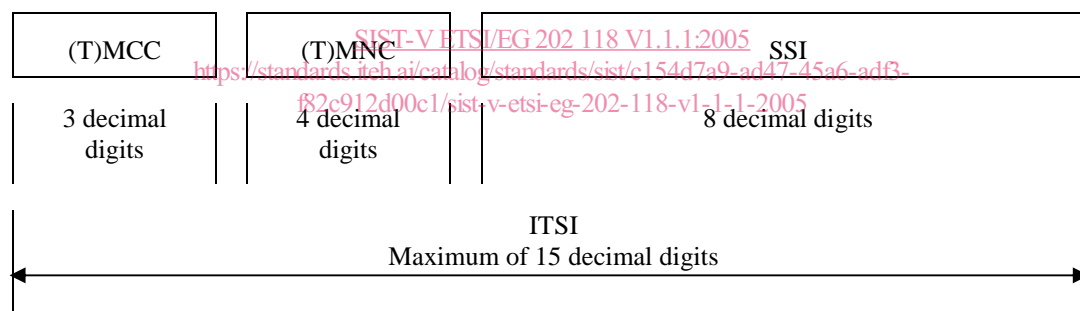 (T)MCC
(T)MNC
SSI
SIST-V ETSI/EG 202 118 V1.1.1:2005
https://standards.iteh.ai/catalog/standards/sist/c154d7a9-ad47-45a6-adf3-
f82c912d00c1/sist-v-etsi-eg-202-118-v1-1-1-2005
3 decimal
digits
4 decimal
digits
8 decimal digits
ITSI
Maximum of 15 decimal digits